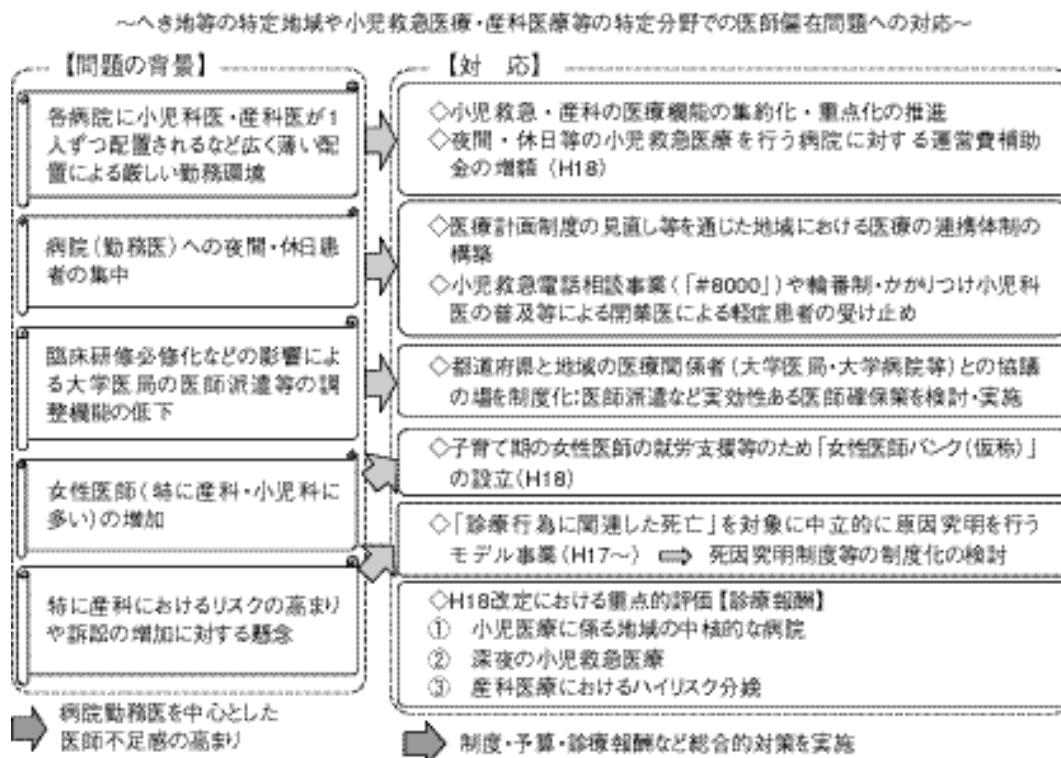 ～へき地等の特定地域や小児救急医療・産科医療等の特定分野での医師偏在問題への対応～
【問題の背景】
各病院に小児科医・産科医が1
人ずつ配置されるなど広く薄い配
置による厳しい勤務環境
病院（勤務医）への夜間・休日患
者の集中
臨床研修必修化などの影響によ
る大学医局の医師派遣等の調
整機能の低下
女性医師（特に産科・小児科に
多い）の増加
特に産科におけるリスクの高まり
や訴訟の増加に対する懸念
病院勤務医を中心とした
医師不足感の高まり
【対　応】
◇小児救急・産科の医療機能の集約化・重点化の推進
◇夜間・休日等の小児救急医療を行う病院に対する運営費補助
金の増額（H18）
◇医療計画制度の見直し等を通じた地域における医療の連携体制の
構築
◇小児救急電話相談事業（「#8000」）や輪番制・かかりつけ小児科
医の普及等による開業医による軽症患者の受け止め
◇都道府県と地域の医療関係者（大学医局・大学病院等）との協議
の場を制度化；医師派遣など実効性ある医師確保策を検討・実施
◇子育て期の女性医師の就労支援等のため「女性医師バンク（仮称）」
の設立（H18）
◇「診療行為に関連した死亡」を対象に中立的に原因究明を行う
モデル事業（H17～） ⇨ 死因究明制度等の制度化の検討
◇H18改定における重点的評価【診療報酬】
①　小児医療に係る地域の中核的な病院
②　深夜の小児救急医療
③　産科医療におけるハイリスク分娩
制度・予算・診療報酬など総合的対策を実施